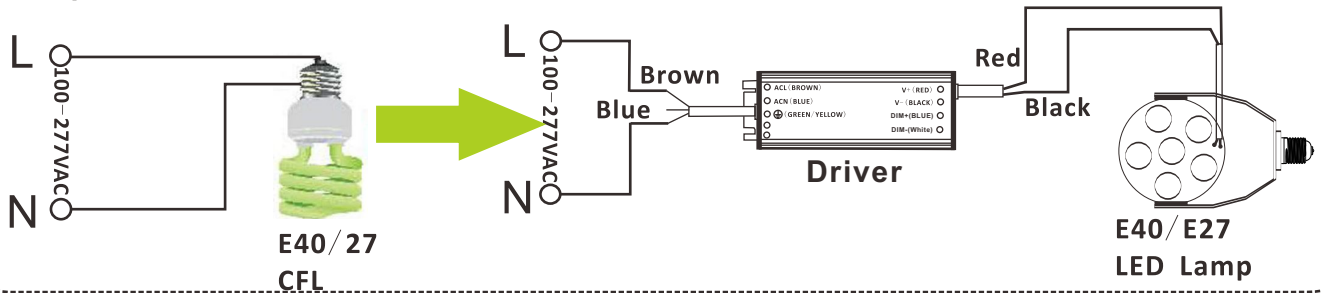 L
100-277VAC
N
E40/27
CFL
L
100-277VAC
N
Brown
Blue
ACL(BROWN)
ACN(BLUE)
(GREEN/YELLOW)
V+(RED)
V-(BLACK)
DIM+(BLUE)
DIM-(White)
Driver
Red
Black
E40/E27
LED Lamp